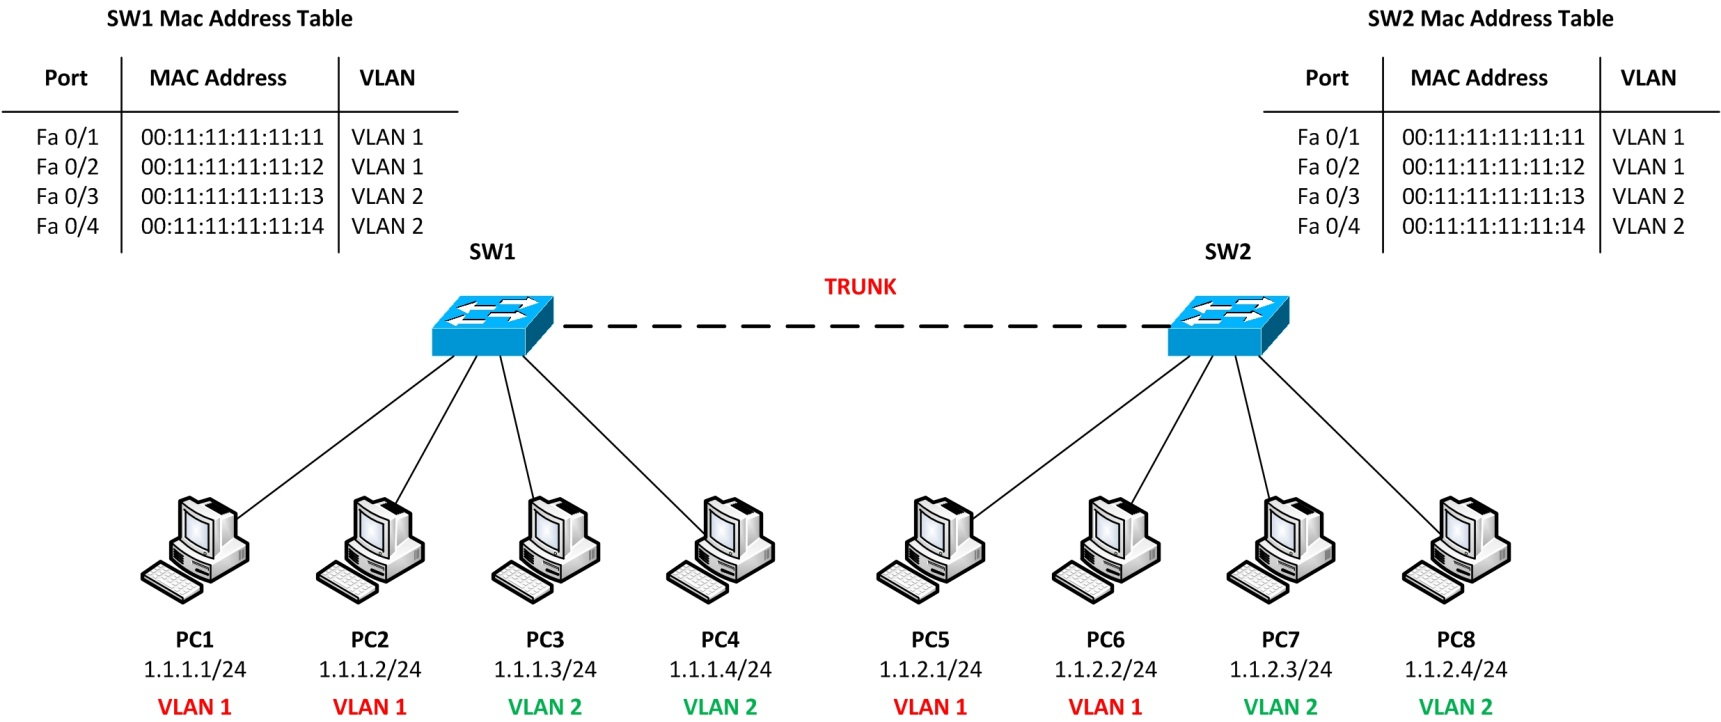 SW1 Mac Address Table
Port MAC Address VLAN
Fa 0/1 00:11:11:11:11:11 VLAN 1
Fa 0/2 00:11:11:11:11:12 VLAN 1
Fa 0/3 00:11:11:11:11:13 VLAN 2
Fa 0/4 00:11:11:11:11:14 VLAN 2
SW2 Mac Address Table
Port MAC Address VLAN
Fa 0/1 00:11:11:11:11:11 VLAN 1
Fa 0/2 00:11:11:11:11:12 VLAN 1
Fa 0/3 00:11:11:11:11:13 VLAN 2
Fa 0/4 00:11:11:11:11:14 VLAN 2
SW1
SW2
TRUNK
PC1
1.1.1.1/24
VLAN 1
PC2
1.1.1.2/24
VLAN 1
PC3
1.1.1.3/24
VLAN 2
PC4
1.1.1.4/24
VLAN 2
PC5
1.1.2.1/24
VLAN 1
PC6
1.1.2.2/24
VLAN 1
PC7
1.1.2.3/24
VLAN 2
PC8
1.1.2.4/24
VLAN 2